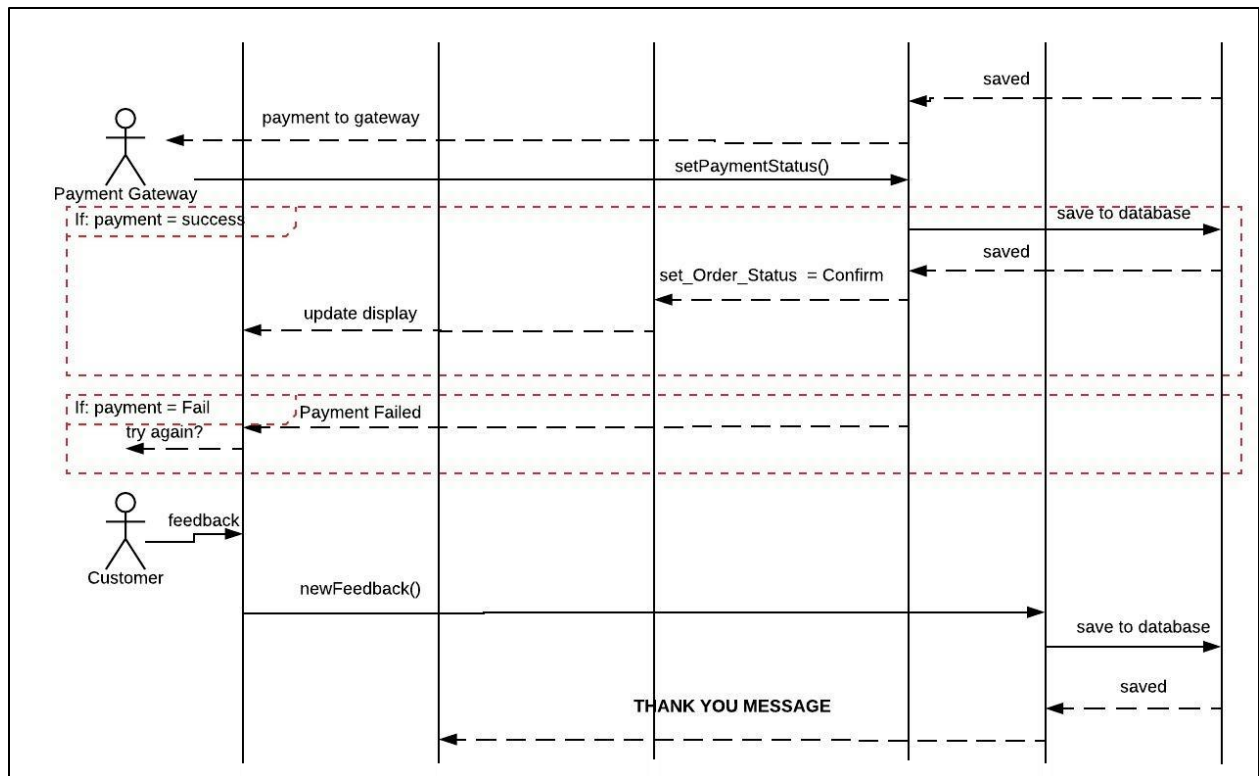 saved
payment to gateway
setPaymentStatus()
Payment Gateway
If: payment = success
save to database
saved
set_Order_Status = Confirm
update display
If: payment = Fail
Payment Failed
try again?
feedback
Customer
newFeedback()
save to database
saved
THANK YOU MESSAGE